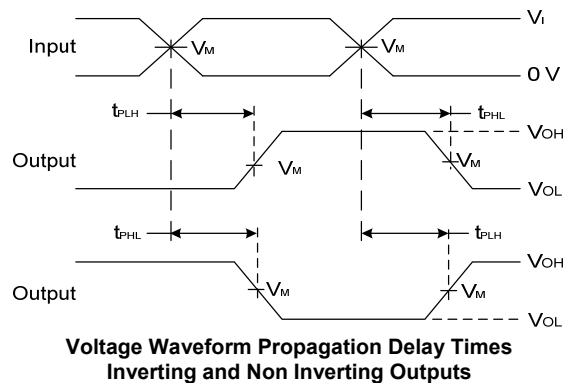 VI
Input
VM
VM
0 V
tPLH
tPHL
VOH
Output
VM
VM
VOL
tPHL
tPLH
VOH
Output
VM
VM
VOL
Voltage Waveform Propagation Delay Times
Inverting and Non Inverting Outputs